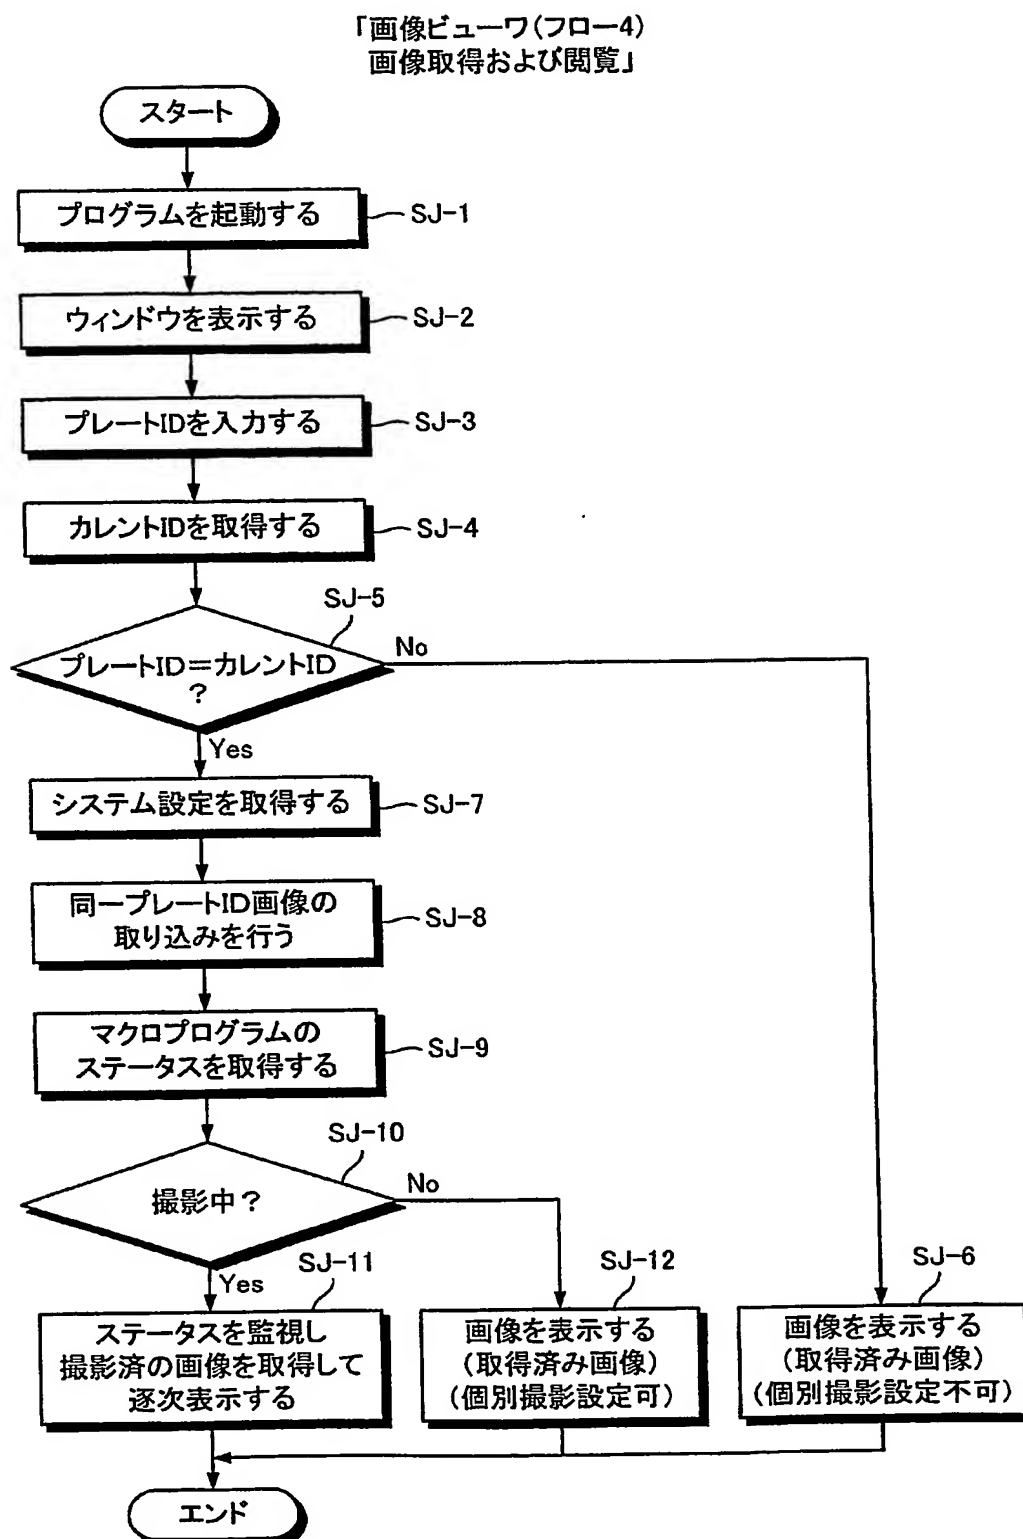 「画像ビューワ(フロー4)
画像取得および閲覧」
スタート
プログラムを起動する
SJ-1
ウィンドウを表示する
SJ-2
プレートIDを入力する
SJ-3
カレントIDを取得する
SJ-4
SJ-5
プレートID=カレントID
?
No
Yes
システム設定を取得する
SJ-7
同一プレートID画像の
取り込みを行う
SJ-8
マクロプログラムの
ステータスを取得する
SJ-9
SJ-10
撮影中?
No
Yes
SJ-11
ステータスを監視し
撮影済の画像を取得して
逐次表示する
SJ-12
画像を表示する
(取得済み画像)
(個別撮影設定可)
SJ-6
画像を表示する
(取得済み画像)
(個別撮影設定不可)
エンド